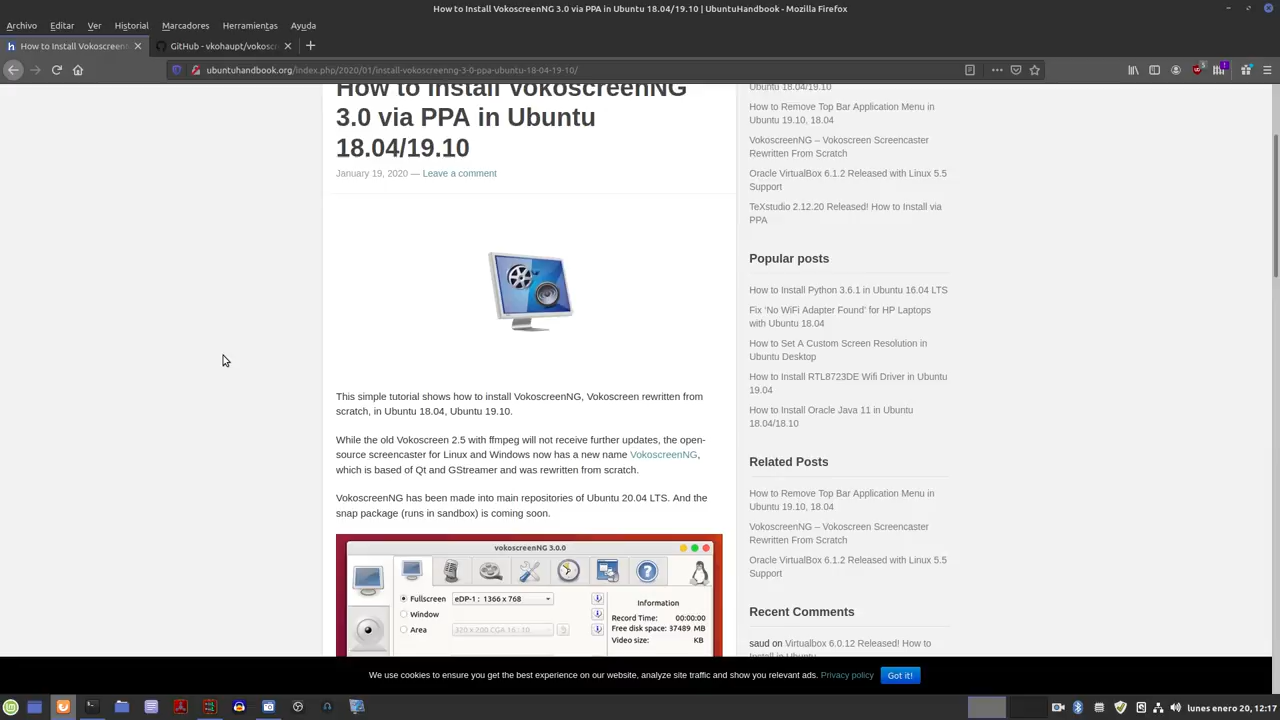 How to Install VokoscreenNG 3.0 via PPA in Ubuntu 18.04/19.10 | UbuntuHandbook - Mozilla Firefox
Archivo Editar Ver Historial Marcadores Herramientas Ayuda
How to Install Vokoscreen
GitHub - vkohaupt/vokosc
ubuntuhandbook.org/index.php/2020/01/install-vokoscreenng-3-0-ppa-ubuntu-18-04-19-10/
How to Install VokoscreenNG
3.0 via PPA in Ubuntu
18.04/19.10
January 19, 2020 — Leave a comment
This simple tutorial shows how to install VokoscreenNG, Vokoscreen rewritten from
scratch, in Ubuntu 18.04, Ubuntu 19.10.
While the old Vokoscreen 2.5 with ffmpeg will not receive further updates, the open-
source screencaster for Linux and Windows now has a new name VokoscreenNG,
which is based of Qt and GStreamer and was rewritten from scratch.
VokoscreenNG has been made into main repositories of Ubuntu 20.04 LTS. And the
snap package (runs in sandbox) is coming soon.
vokoscreenNG 3.0.0
Fullscreen eDP-1 : 1366 x 768
Window
Area 320 x 200 CGA 16 : 10
Information
Record Time: 00:00:00
Free disk space: 37489 MB
Video size: KB
Ubuntu 18.04/19.10
How to Remove Top Bar Application Menu in
Ubuntu 19.10, 18.04
VokoscreenNG – Vokoscreen Screencaster
Rewritten From Scratch
Oracle VirtualBox 6.1.2 Released with Linux 5.5
Support
TeXstudio 2.12.20 Released! How to Install via
PPA
Popular posts
How to Install Python 3.6.1 in Ubuntu 16.04 LTS
Fix ‘No WiFi Adapter Found’ for HP Laptops
with Ubuntu 18.04
How to Set A Custom Screen Resolution in
Ubuntu Desktop
How to Install RTL8723DE Wifi Driver in Ubuntu
19.04
How to Install Oracle Java 11 in Ubuntu
18.04/18.10
Related Posts
How to Remove Top Bar Application Menu in
Ubuntu 19.10, 18.04
VokoscreenNG – Vokoscreen Screencaster
Rewritten From Scratch
Oracle VirtualBox 6.1.2 Released with Linux 5.5
Support
Recent Comments
saud on Virtualbox 6.0.12 Released! How to
Install in Ubuntu
We use cookies to ensure you get the best experience on our website, analyze site traffic and show you relevant ads. Privacy policy Got it!
lunes enero 20, 12:17